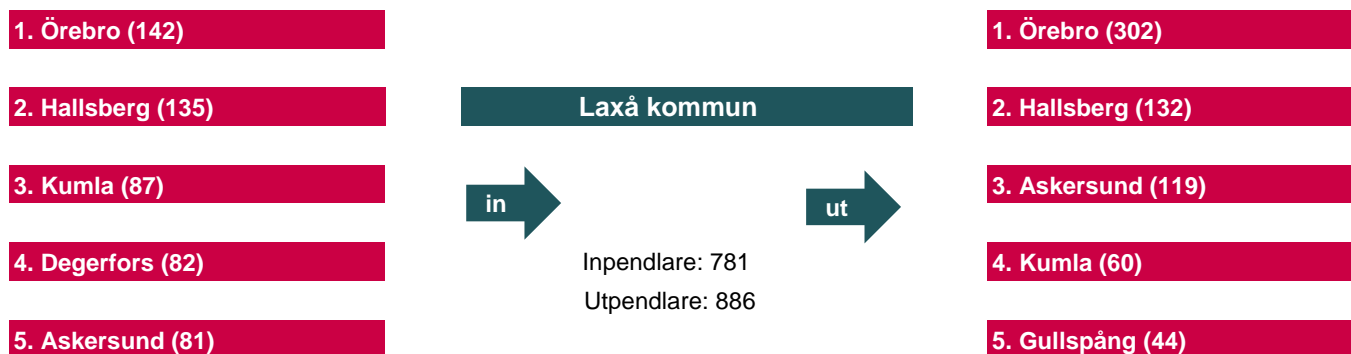 1. Örebro (142)
2. Hallsberg (135)
3. Kumla (87)
4. Degerfors (82)
5. Askersund (81)
Laxå kommun
in
ut
Inpendlare: 781
Utpendlare: 886
1. Örebro (302)
2. Hallsberg (132)
3. Askersund (119)
4. Kumla (60)
5. Gullspång (44)